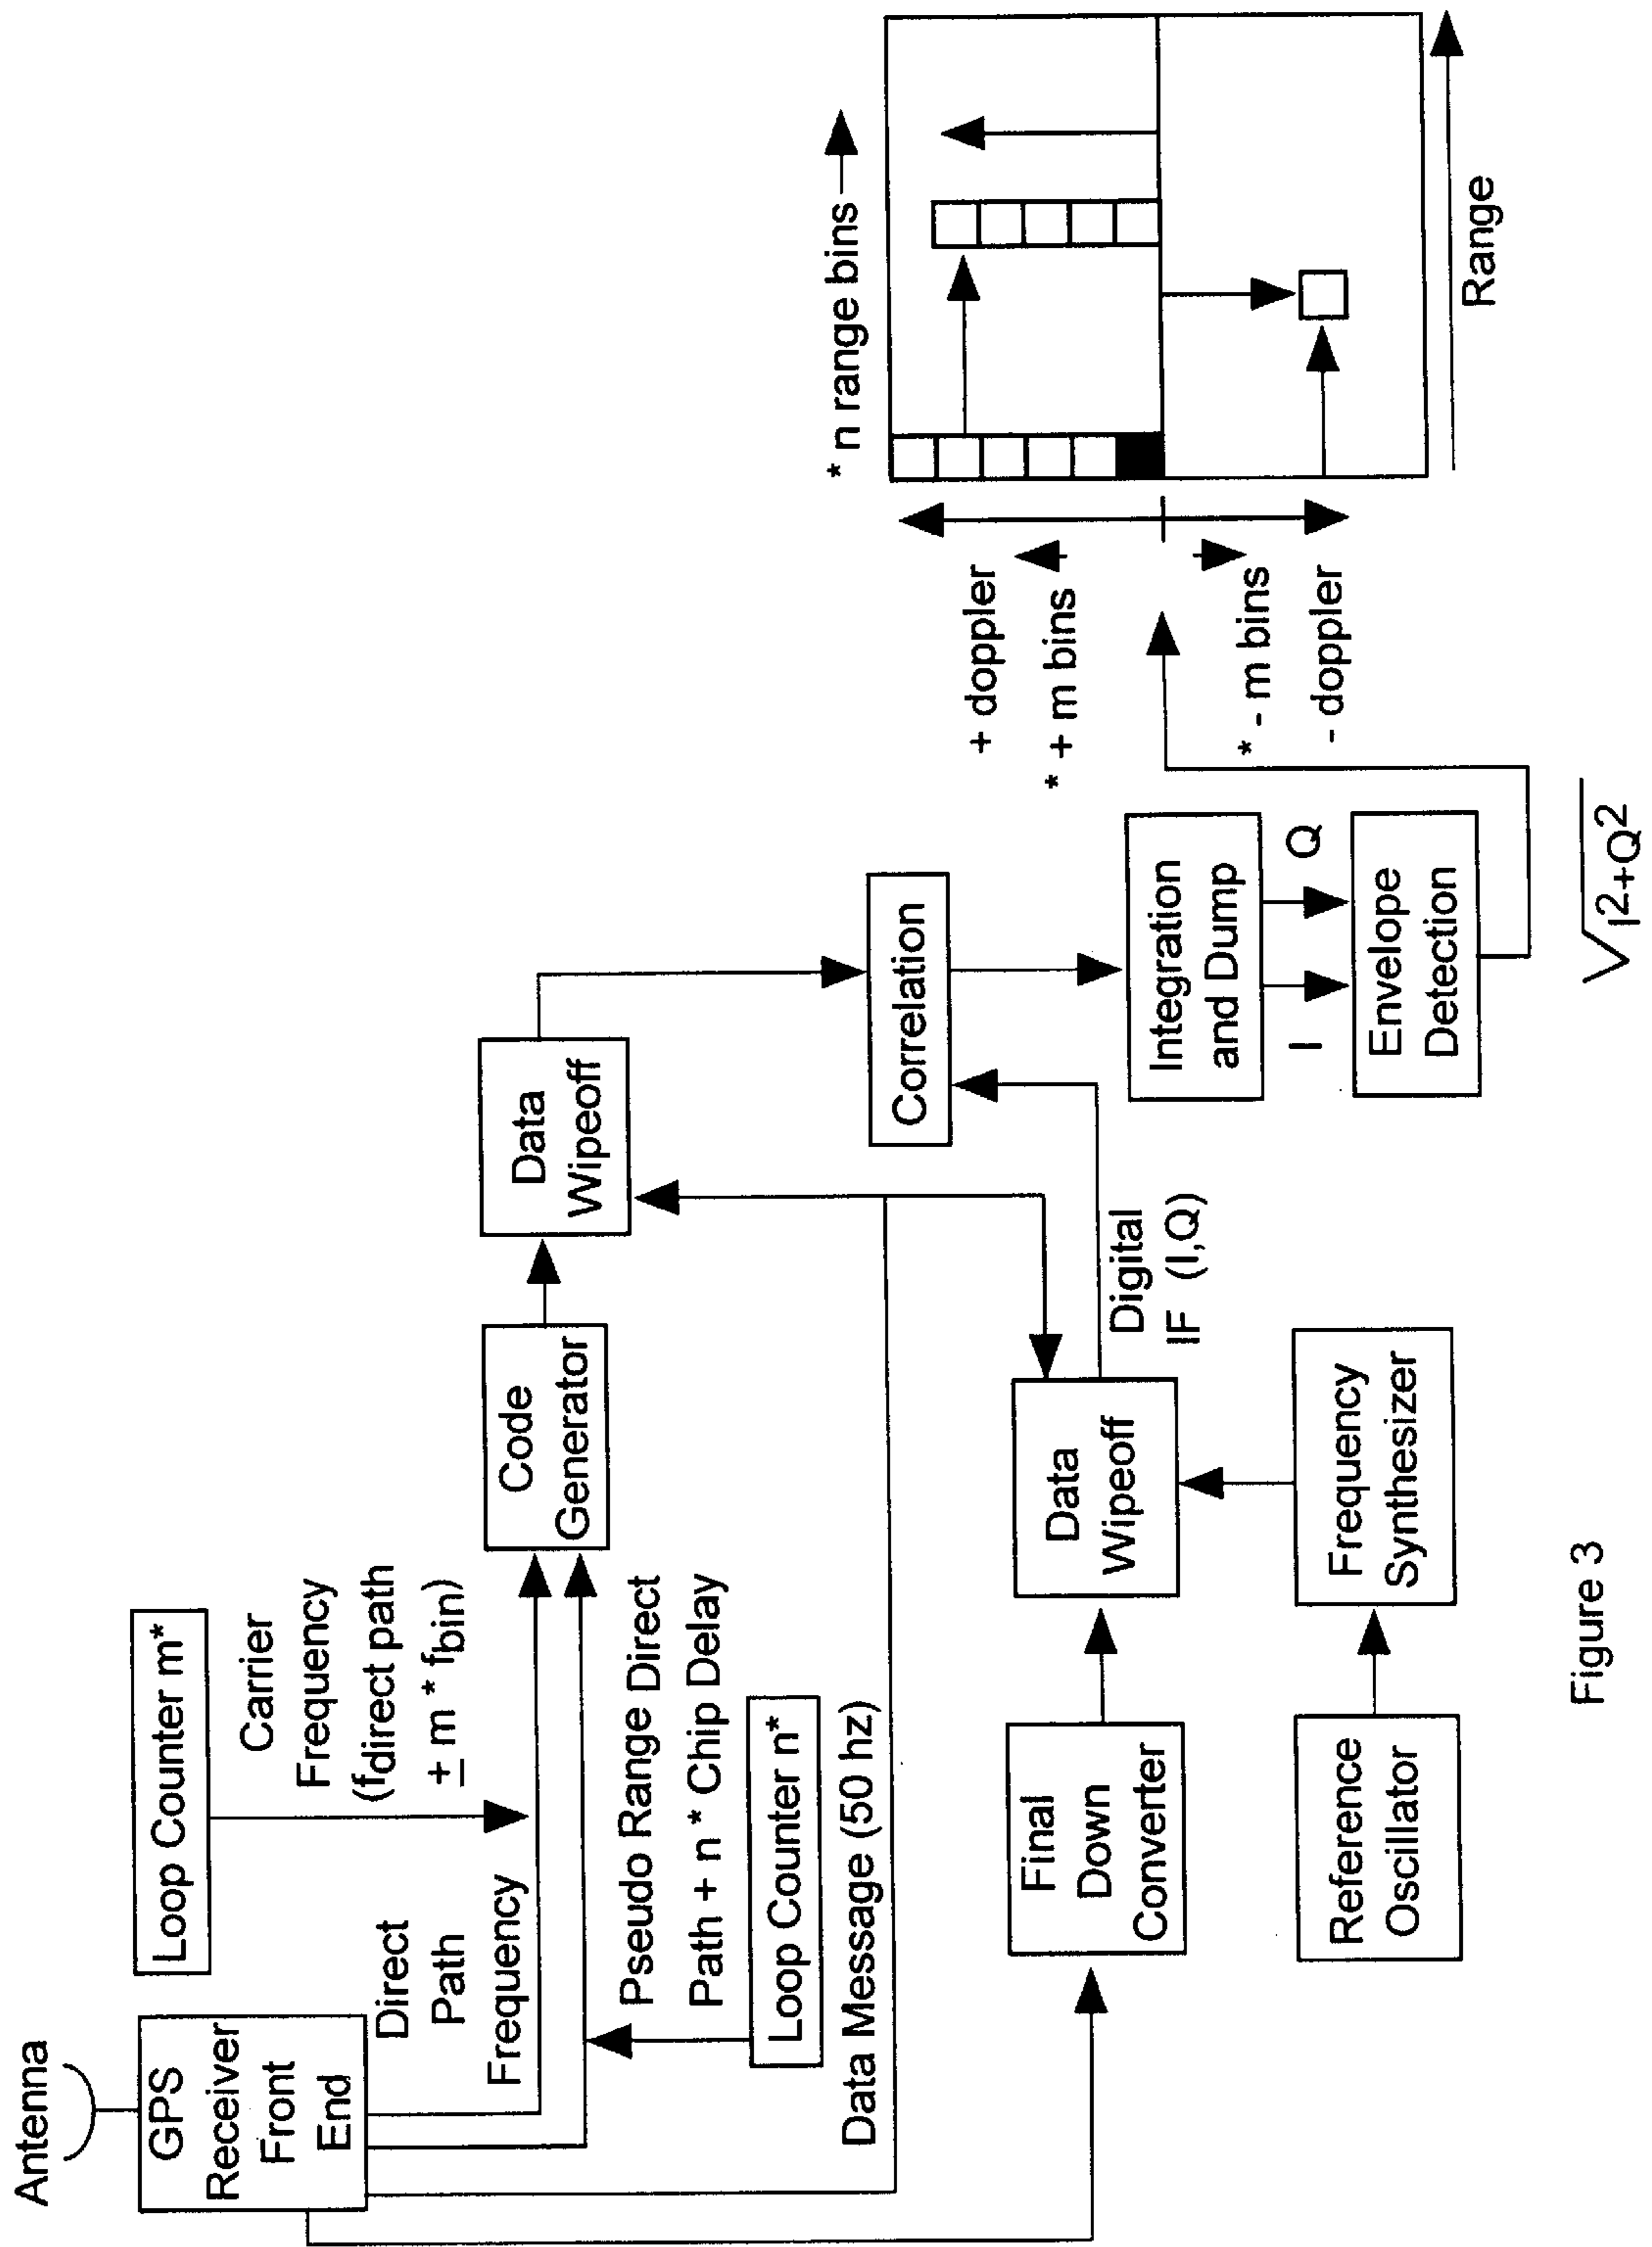 Antenna
GPS
Receiver
Front
End
Loop Counter m*
Carrier
Frequency
(fdirect path
± m * fbin)
Direct
Path
Frequency
Pseudo Range Direct
Path + n* Chip Delay
Loop Counter n*
Data Message (50 hz)
Code
Generator
Data
Wipeoff
Correlation
Final
Down
Converter
Data
Wipeoff
Digital
IF (I,Q)
Reference
Oscillator
Frequency
Synthesizer
Integration
and Dump
I Q
Envelope
Detection
√I2+Q2
+ doppler
* + m bins
* - m bins
- doppler
* n range bins
Range
Figure 3